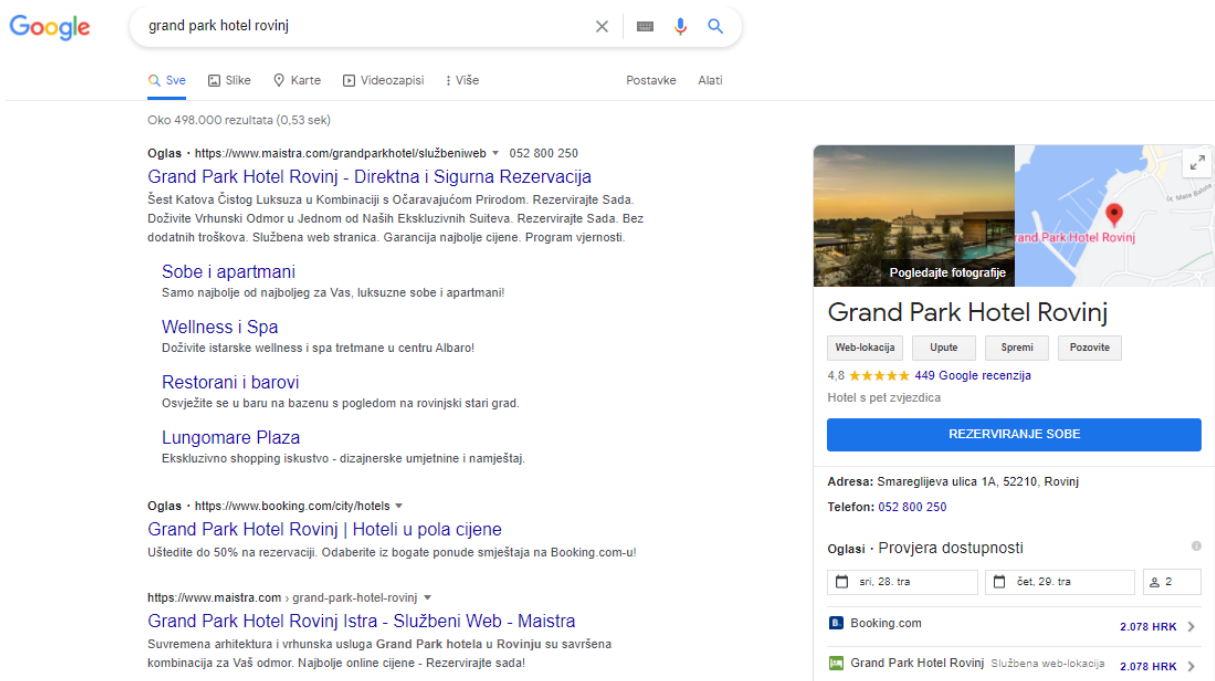 Google
grand park hotel rovinj
Sve Slike Karte Videozapisi Više Postavke Alati
Oko 498.000 rezultata (0,53 sek)
Oglas · https://www.maistra.com/grandparkhotel/službeniweb 052 800 250
Grand Park Hotel Rovinj - Direktna i Sigurna Rezervacija
Šest Katova Čistog Luksuza u Kombinaciji s Očaravajućom Prirodom. Rezervirajte Sada.
Doživite Vrhunski Odmor u Jednom od Naših Ekskluzivnih Suiteva. Rezervirajte Sada. Bez
dodatnih troškova. Službena web stranica. Garancija najbolje cijene. Program vjernosti.
Sobe i apartmani
Samo najbolje od najboljeg za Vas, luksuzne sobe i apartmani!
Wellness i Spa
Doživite istarske wellness i spa tretmane u centru Albaro!
Restorani i barovi
Osvježite se u baru na bazenu s pogledom na rovinjski stari grad.
Lungomare Plaza
Ekskluzivno shopping iskustvo - dizajnerske umjetnine i namještaj.
Oglas · https://www.booking.com/city/hotels
Grand Park Hotel Rovinj | Hoteli u pola cijene
Uštedite do 50% na rezervaciji. Odaberite iz bogate ponude smještaja na Booking.com-u!
https://www.maistra.com › grand-park-hotel-rovinj
Grand Park Hotel Rovinj Istra - Službeni Web - Maistra
Suvremena arhitektura i vrhunska usluga Grand Park hotela u Rovinju su savršena
kombinacija za Vaš odmor. Najbolje online cijene - Rezervirajte sada!
Pogledajte fotografije
rand Park Hotel Rovinj
Grand Park Hotel Rovinj
Web-lokacija Upute Spremi Pozovite
4,8 449 Google recenzija
Hotel s pet zvjezdica
REZERVIRANJE SOBE
Adresa: Smareglijeva ulica 1A, 52210, Rovinj
Telefon: 052 800 250
Oglasi · Provjera dostupnosti
sri, 28. tra čet, 29. tra 2
B. Booking.com 2.078 HRK
Grand Park Hotel Rovinj Službena web-lokacija 2.078 HRK